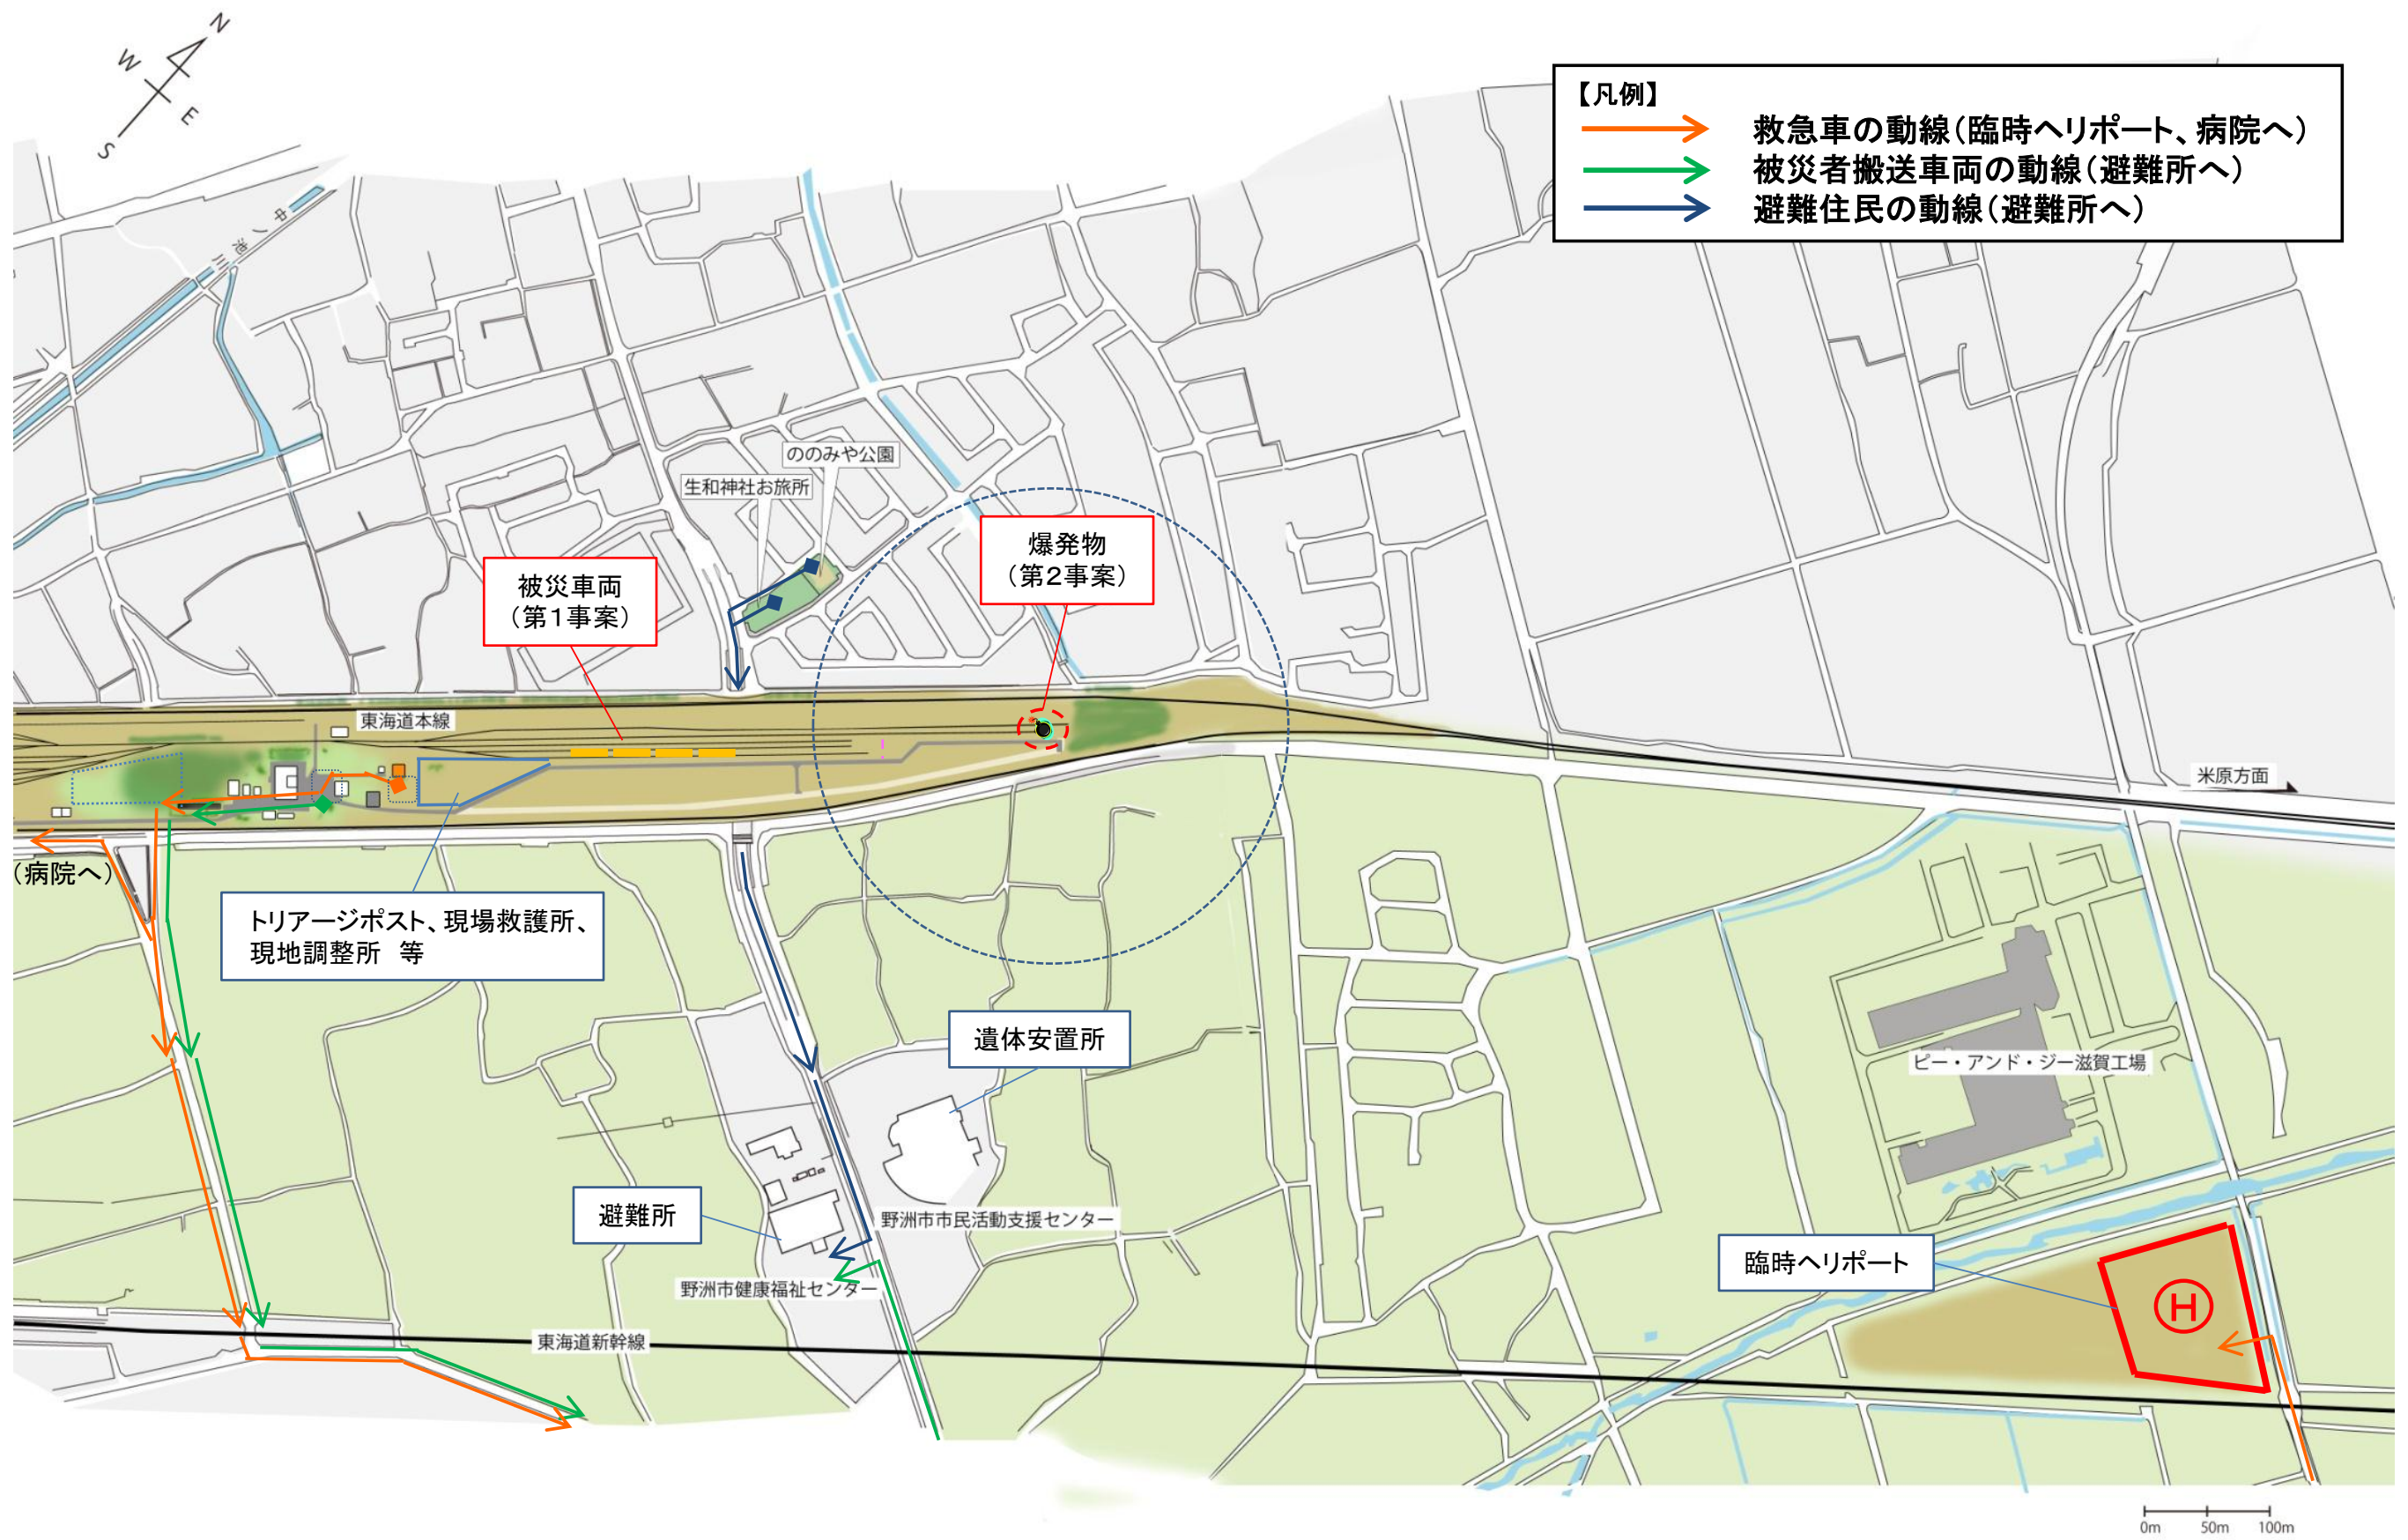 N
W
E
S
【凡例】
救急車の動線(臨時ヘリポート、病院へ)
被災者搬送車両の動線(避難所へ)
避難住民の動線(避難所へ)
中ノ池川
ののみや公園
生和神社お旅所
爆発物
(第2事案)
被災車両
(第1事案)
東海道本線
米原方面
(病院へ)
トリアージポスト、現場救護所、
現地調整所 等
遺体安置所
ピー・アンド・ジー滋賀工場
避難所
野洲市市民活動支援センター
臨時ヘリポート
野洲市健康福祉センター
H
東海道新幹線
0m 50m 100m